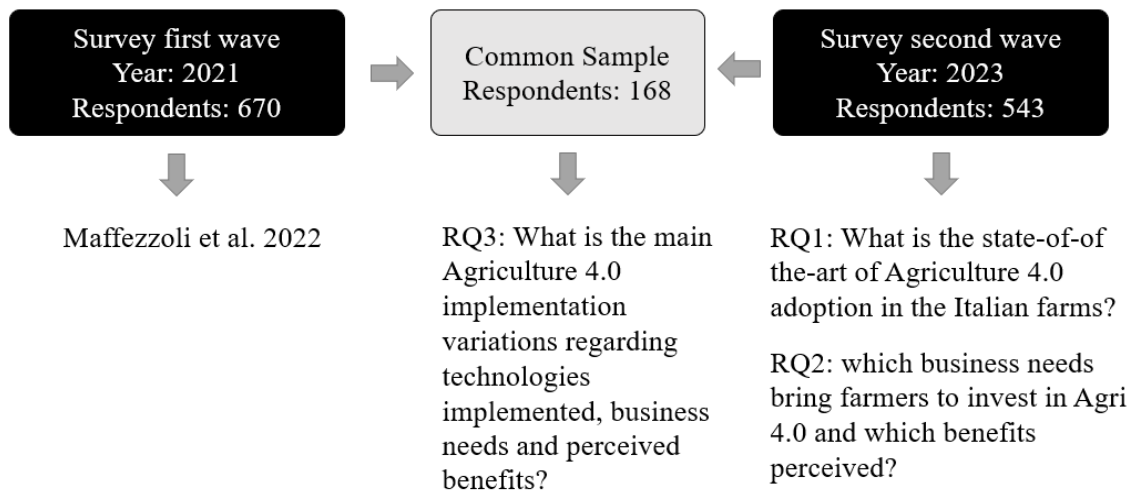 Survey first wave
Year: 2021
Respondents: 670
Common Sample
Respondents: 168
Survey second wave
Year: 2023
Respondents: 543
Maffezzoli et al. 2022
RQ3: What is the main
Agriculture 4.0
implementation
variations regarding
technologies
implemented, business
needs and perceived
benefits?
RQ1: What is the state-of-of
the-art of Agriculture 4.0
adoption in the Italian farms?
RQ2: which business needs
bring farmers to invest in Agri
4.0 and which benefits
perceived?